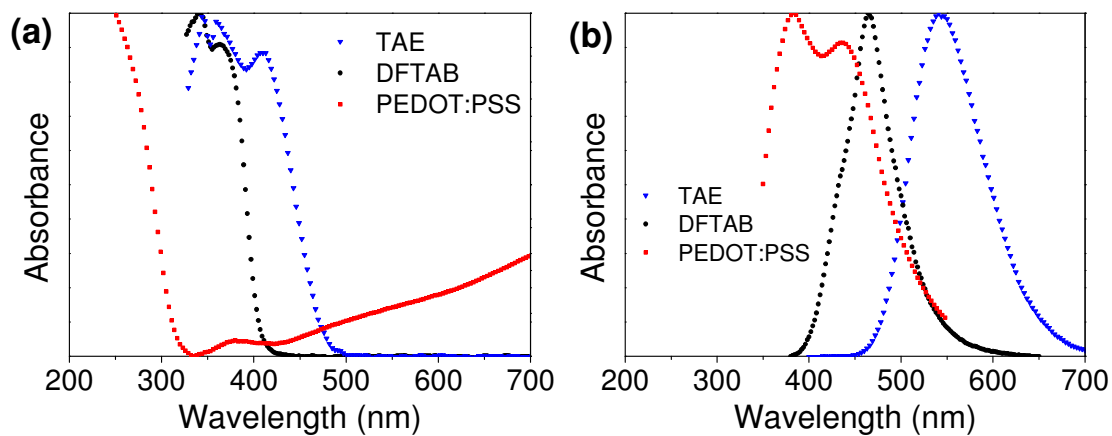 (a)
TAE
DFTAB
PEDOT:PSS
Absorbance
200 300 400 500 600 700
Wavelength (nm)
(b)
TAE
DFTAB
PEDOT:PSS
Absorbance
200 300 400 500 600 700
Wavelength (nm)